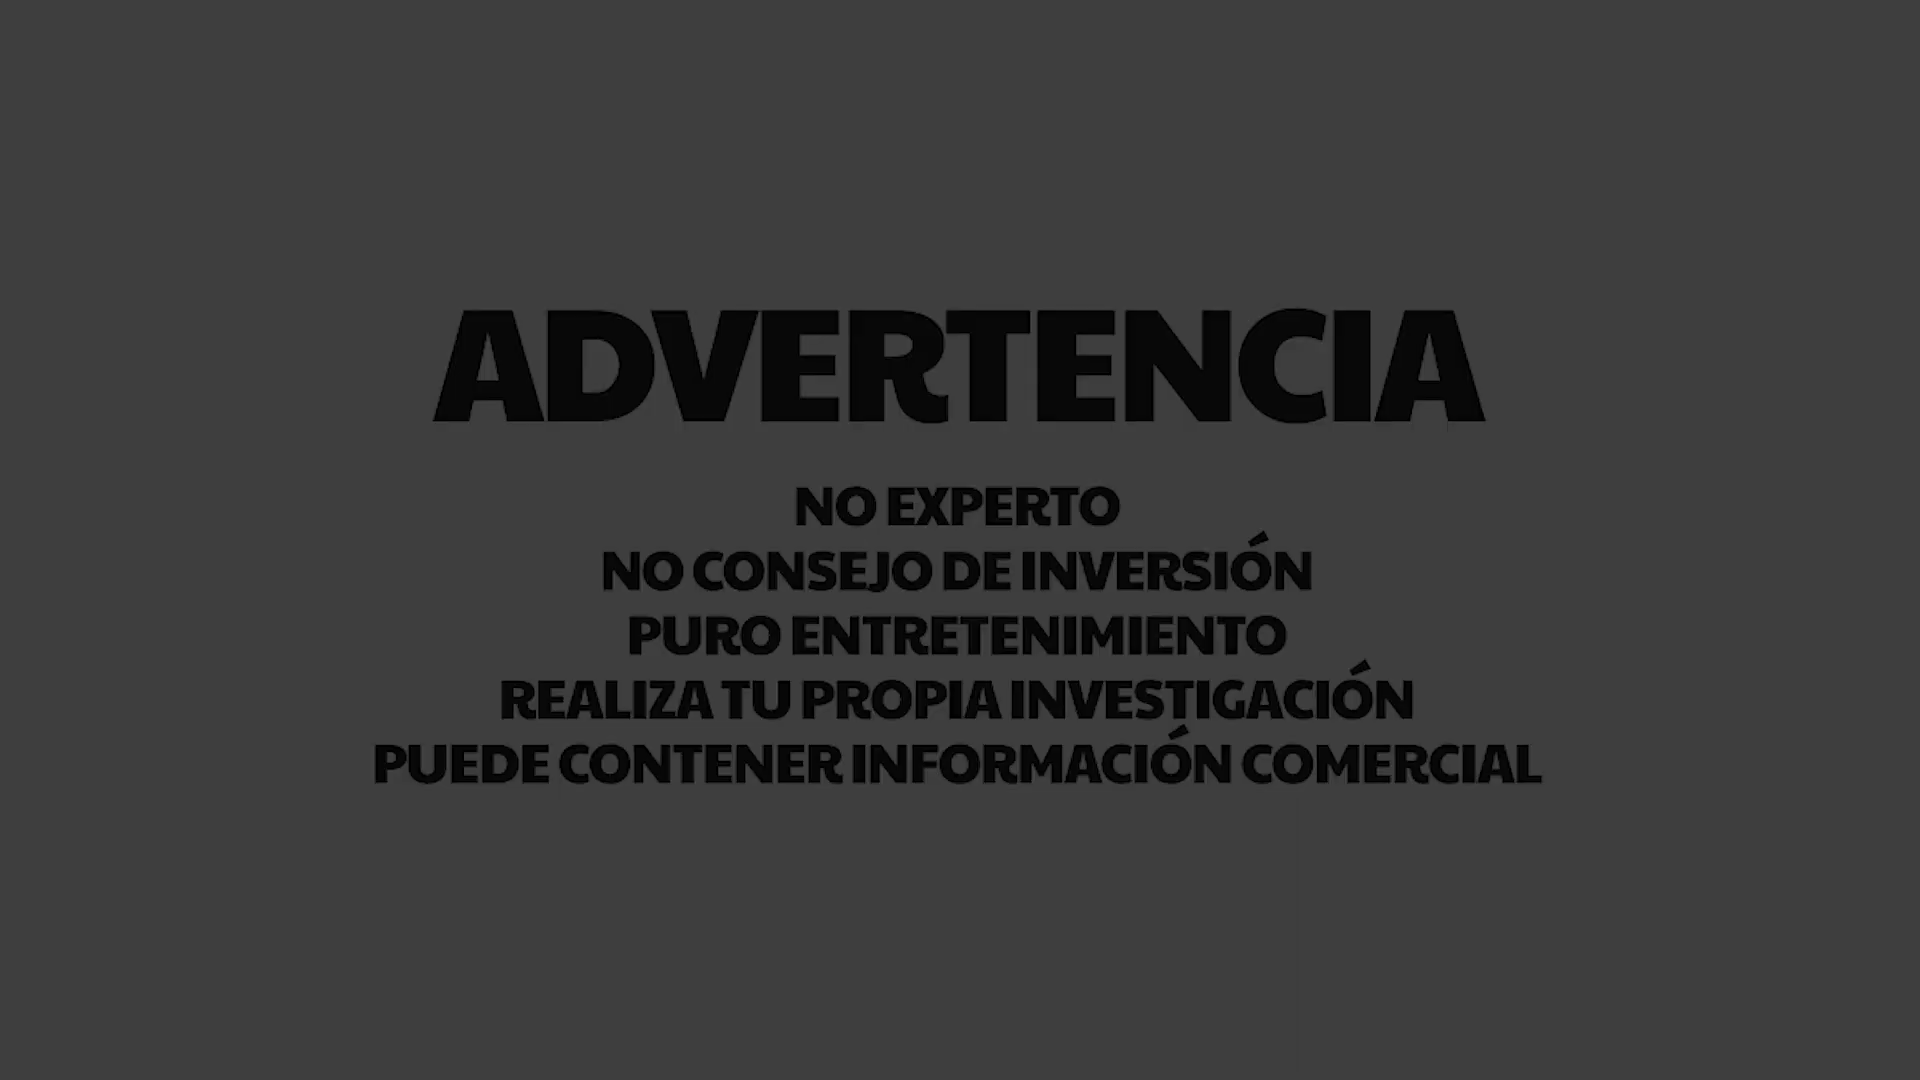 ADVERTENCIA
NO EXPERTO
NO CONSEJO DE INVERSIÓN
PURO ENTRETENIMIENTO
REALIZA TU PROPIA INVESTIGACIÓN
PUEDE CONTENER INFORMACIÓN COMERCIAL